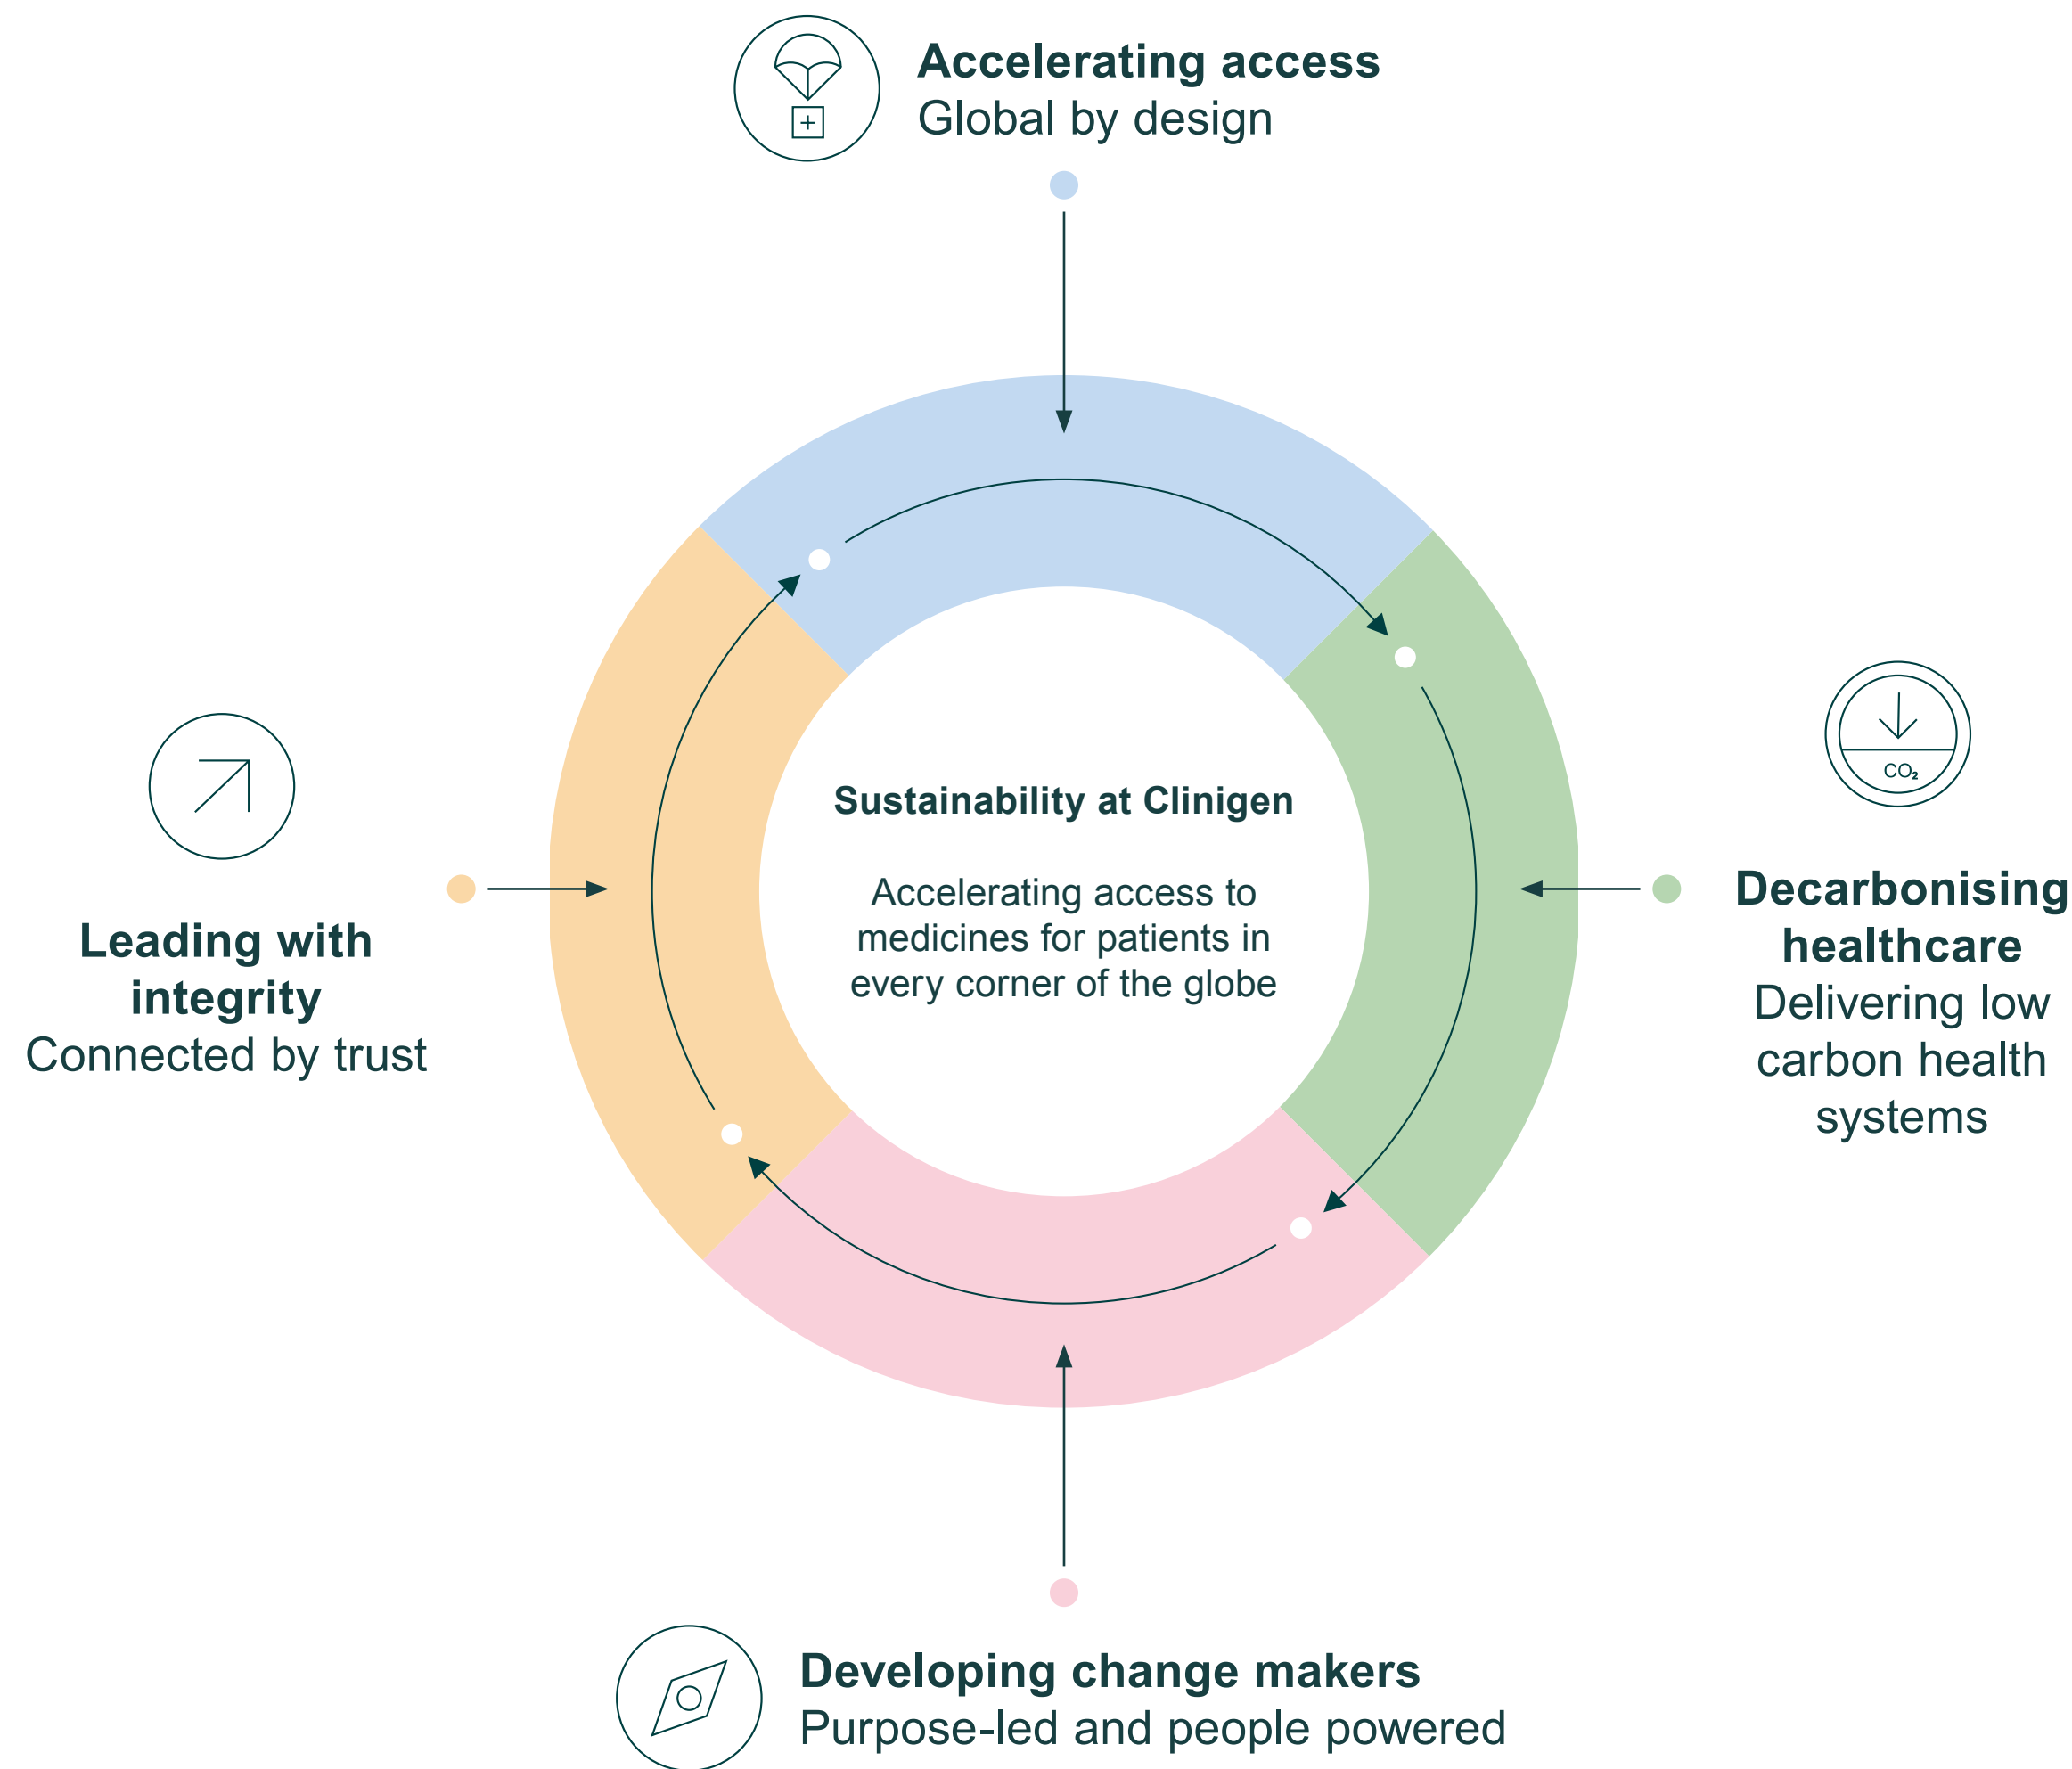 Accelerating access
Global by design
CO₂
Sustainability at Clinigen
Accelerating access to
medicines for patients in
every corner of the globe
Leading with
integrity
Connected by trust
Decarbonising
healthcare
Delivering low
carbon health
systems
Developing change makers
Purpose-led and people powered